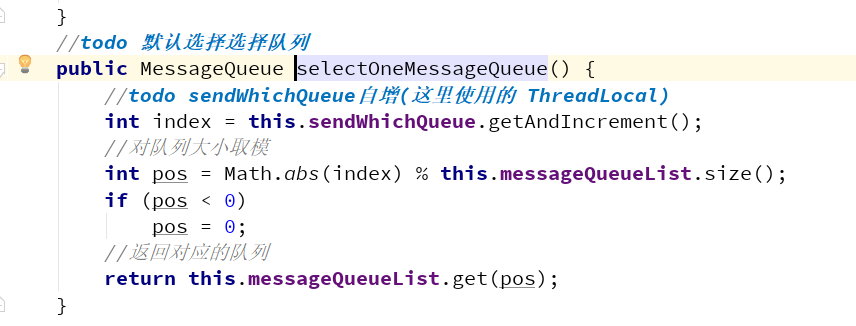 }
//todo 默认选择选择队列
public MessageQueue selectOneMessageQueue() {
//todo sendWhichQueue自增(这里使用的 ThreadLocal)
int index = this.sendWhichQueue.getAndIncrement();
//对队列大小取模
int pos = Math.abs(index) % this.messageQueueList.size();
if (pos < 0)
pos = 0;
//返回对应的队列
return this.messageQueueList.get(pos);
}